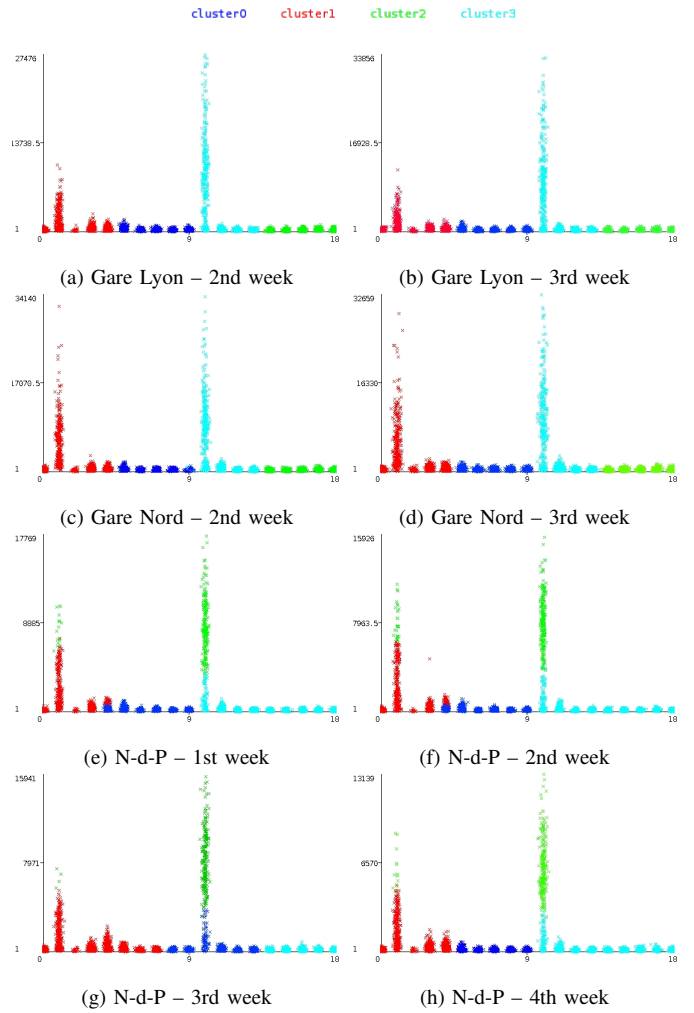 cluster0 cluster1 cluster2 cluster3
27476 33856
13738.5 16928.5
1 1
0 9 18 0 9 18
(a) Gare Lyon – 2nd week (b) Gare Lyon – 3rd week
34140 32659
17070.5 16330
1 1
0 9 18 0 9 18
(c) Gare Nord – 2nd week (d) Gare Nord – 3rd week
17769 15926
8885 7963.5
1 1
0 9 18 0 9 18
(e) N-d-P – 1st week (f) N-d-P – 2nd week
15941 13139
7971 6570
1 1
0 9 18 0 9 18
(g) N-d-P – 3rd week (h) N-d-P – 4th week